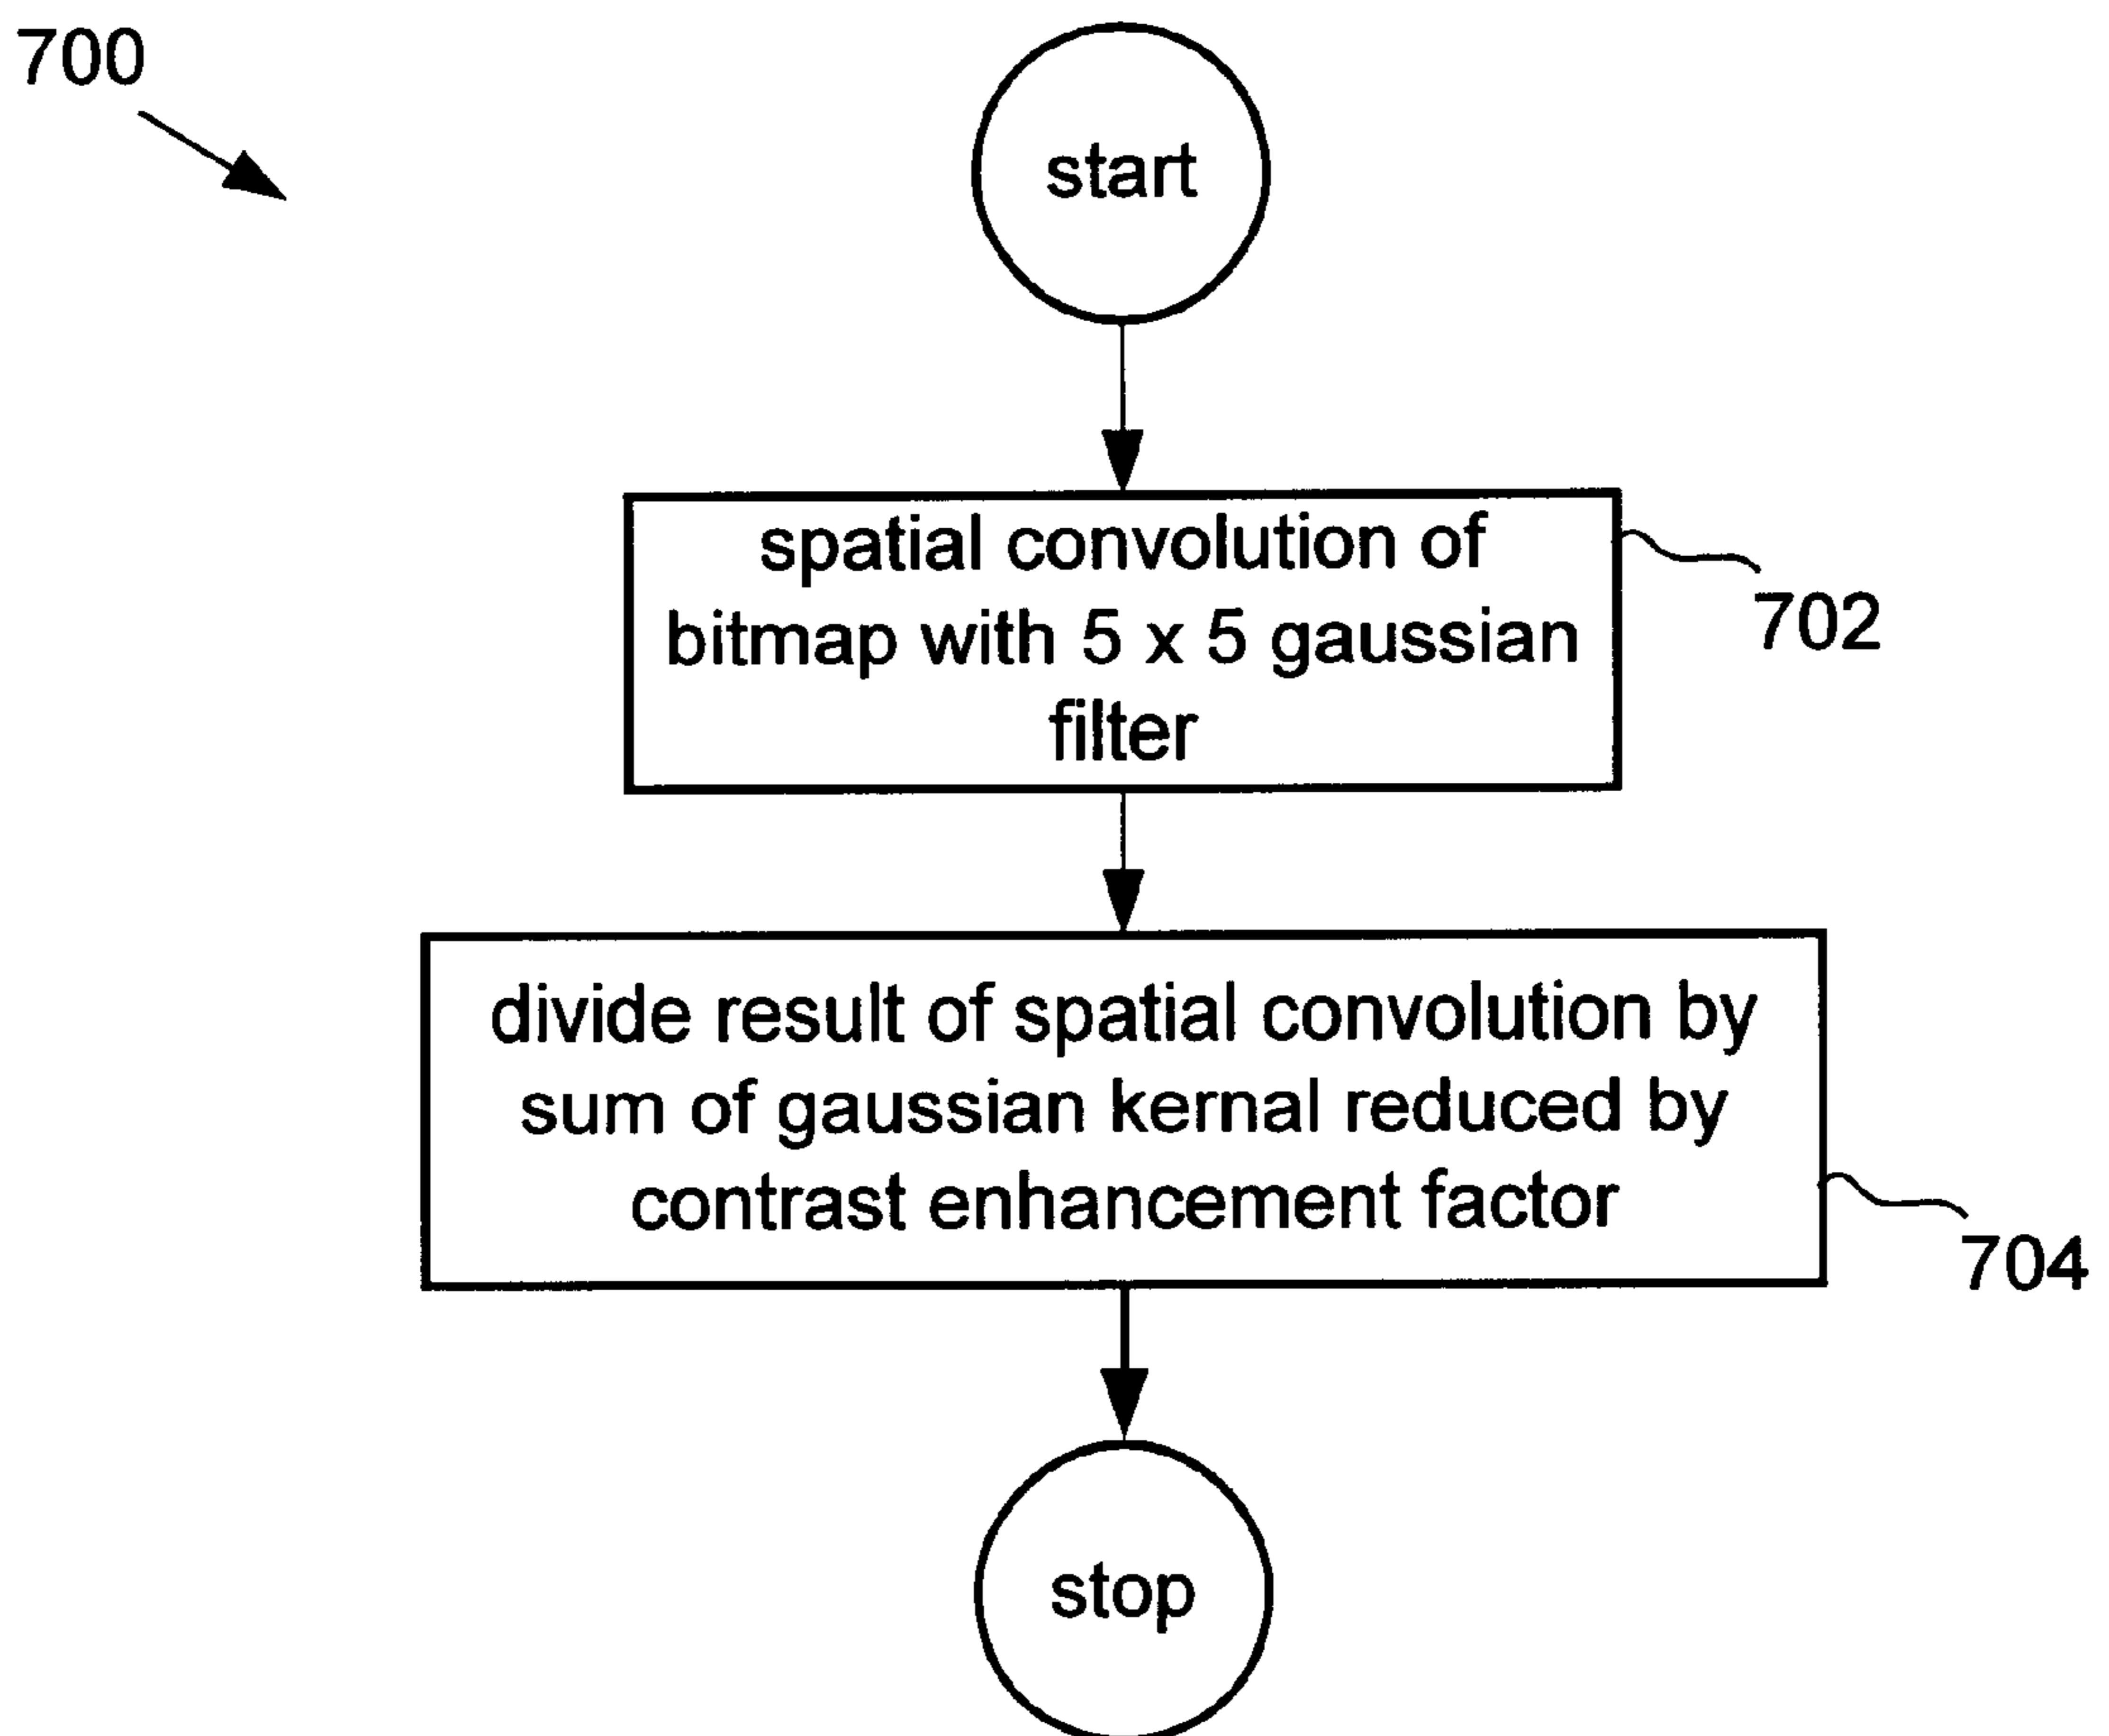 700
start
spatial convolution of
bitmap with 5 x 5 gaussian
filter
702
divide result of spatial convolution by
sum of gaussian kernal reduced by
contrast enhancement factor
704
stop